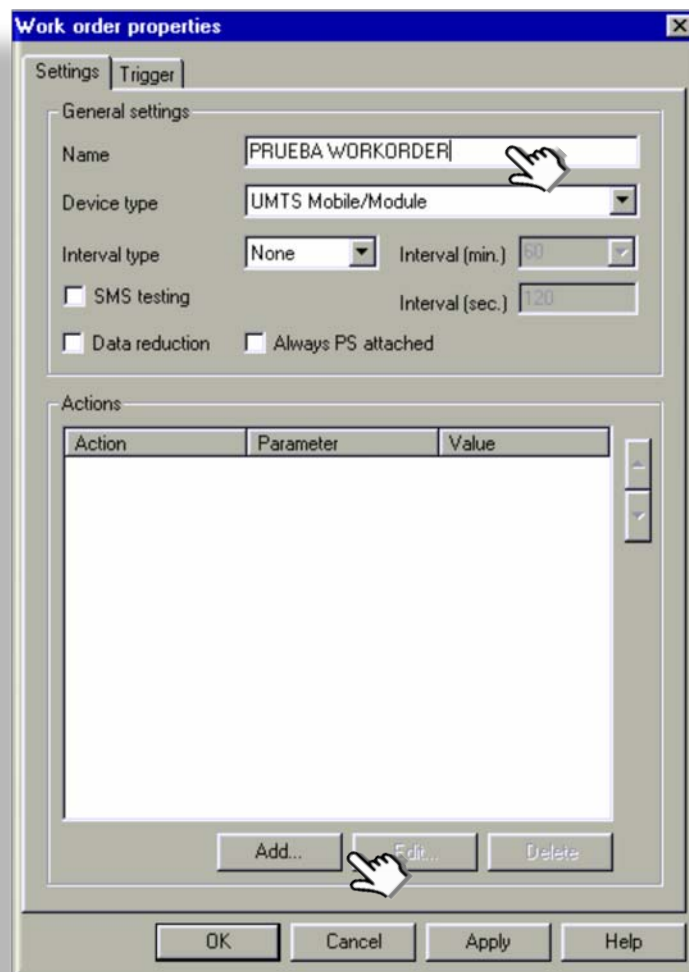 Work order properties
Settings Trigger
General settings
Name PRUEBA WORKORDER
Device type UMTS Mobile/Module
Interval type None Interval (min.) 60
SMS testing Interval (sec.) 120
Data reduction Always PS attached
Actions
Action Parameter Value
Add... Edit... Delete
OK Cancel Apply Help